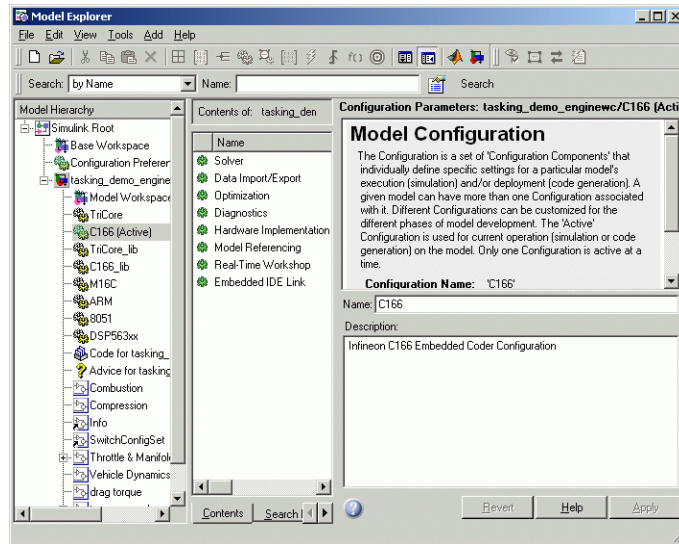 Model Explorer
File Edit View Tools Add Help
Search: by Name Name: Search
Model Hierarchy
Simulink Root
Base Workspace
Configuration Preferer
tasking_demo_engine
Model Workspace
TriCore
C166 (Active)
TriCore_lib
C166_lib
M16C
ARM
8051
DSP563xx
Code for tasking_
Advice for tasking
Combustion
Compression
Info
SwitchConfigSet
Throttle & Manifol
Vehicle Dynamics
drag torque
Contents of: tasking_den
Name
Solver
Data Import/Export
Optimization
Diagnostics
Hardware Implementation
Model Referencing
Real-Time Workshop
Embedded IDE Link
Contents Search
Configuration Parameters: tasking_demo_enginewc/C166 (Acti
Model Configuration
The Configuration is a set of 'Configuration Components' that
individually define specific settings for a particular model's
execution (simulation) and/or deployment (code generation). A
given model can have more than one Configuration associated
with it. Different Configurations can be customized for the
different phases of model development. The 'Active'
Configuration is used for current operation (simulation or code
generation) on the model. Only one Configuration is active at a
time.
Configuration Name: 'C166'
Name: C166
Description:
Infineon C166 Embedded Coder Configuration
Revert Help Apply